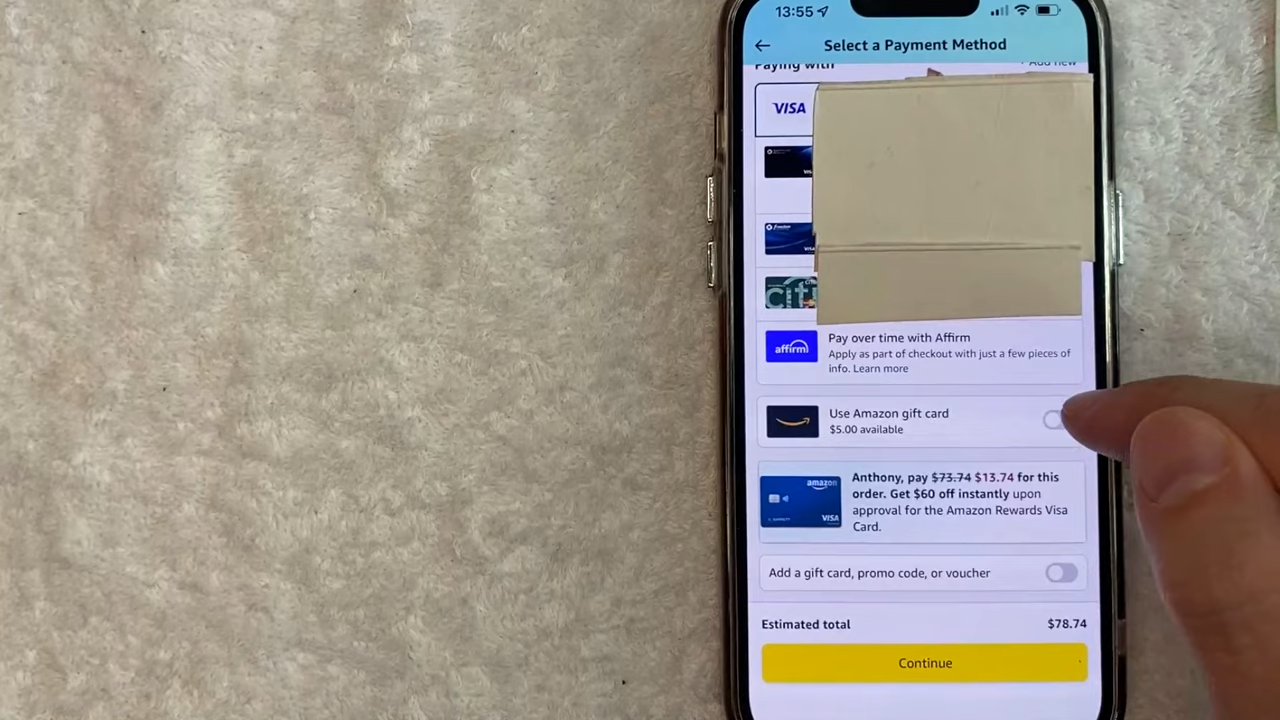 13:55
Select a Payment Method
Paying with
Add new
VISA
citi
affirm
Pay over time with Affirm
Apply as part of checkout with just a few pieces of
info. Learn more
Use Amazon gift card
$5.00 available
amazon
VISA
Anthony, pay $73.74 $13.74 for this
order. Get $60 off instantly upon
approval for the Amazon Rewards Visa
Card.
Add a gift card, promo code, or voucher
Estimated total
$78.74
Continue